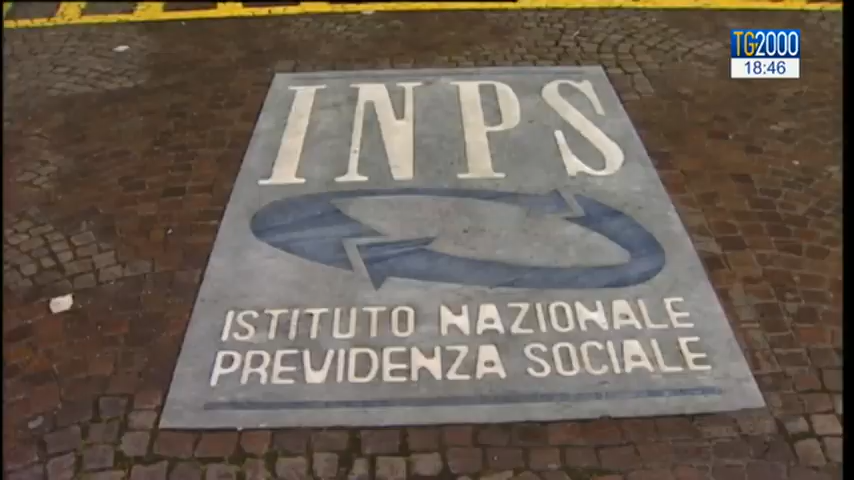 TG2000
18:46
INPS
ISTITUTO NAZIONALE
PREVIDENZA SOCIALE